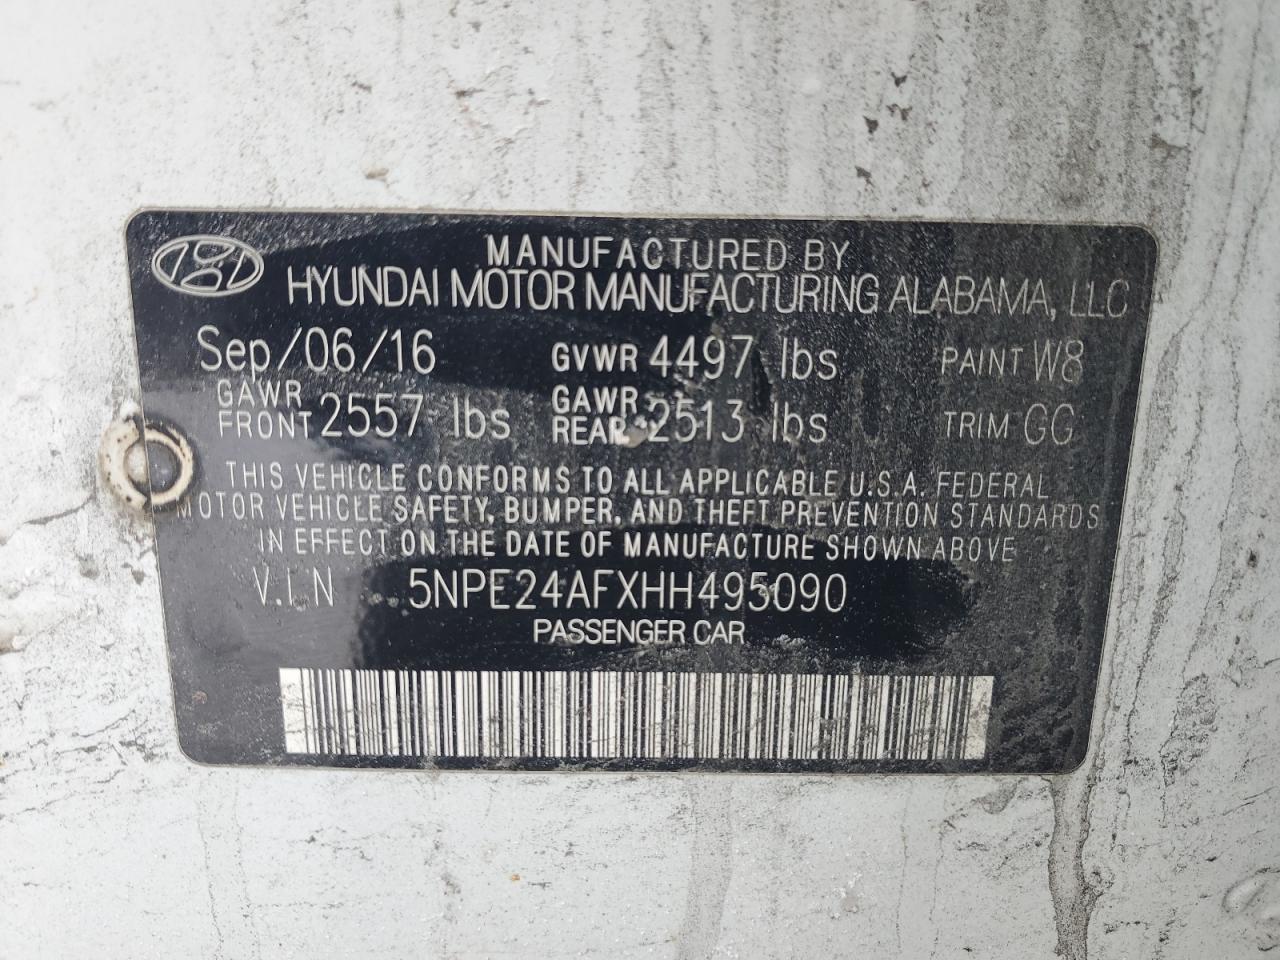 MANUFACTURED BY
HYUNDAI MOTOR MANUFACTURING ALABAMA, LLC
Sep/06/16 GVWR 4497 lbs PAINT W8
GAWR FRONT 2557 lbs GAWR REAR 2513 lbs TRIM GG
THIS VEHICLE CONFORMS TO ALL APPLICABLE U.S.A. FEDERAL
MOTOR VEHICLE SAFETY, BUMPER, AND THEFT PREVENTION STANDARDS
IN EFFECT ON THE DATE OF MANUFACTURE SHOWN ABOVE
V.I.N 5NPE24AFXHH495090
PASSENGER CAR